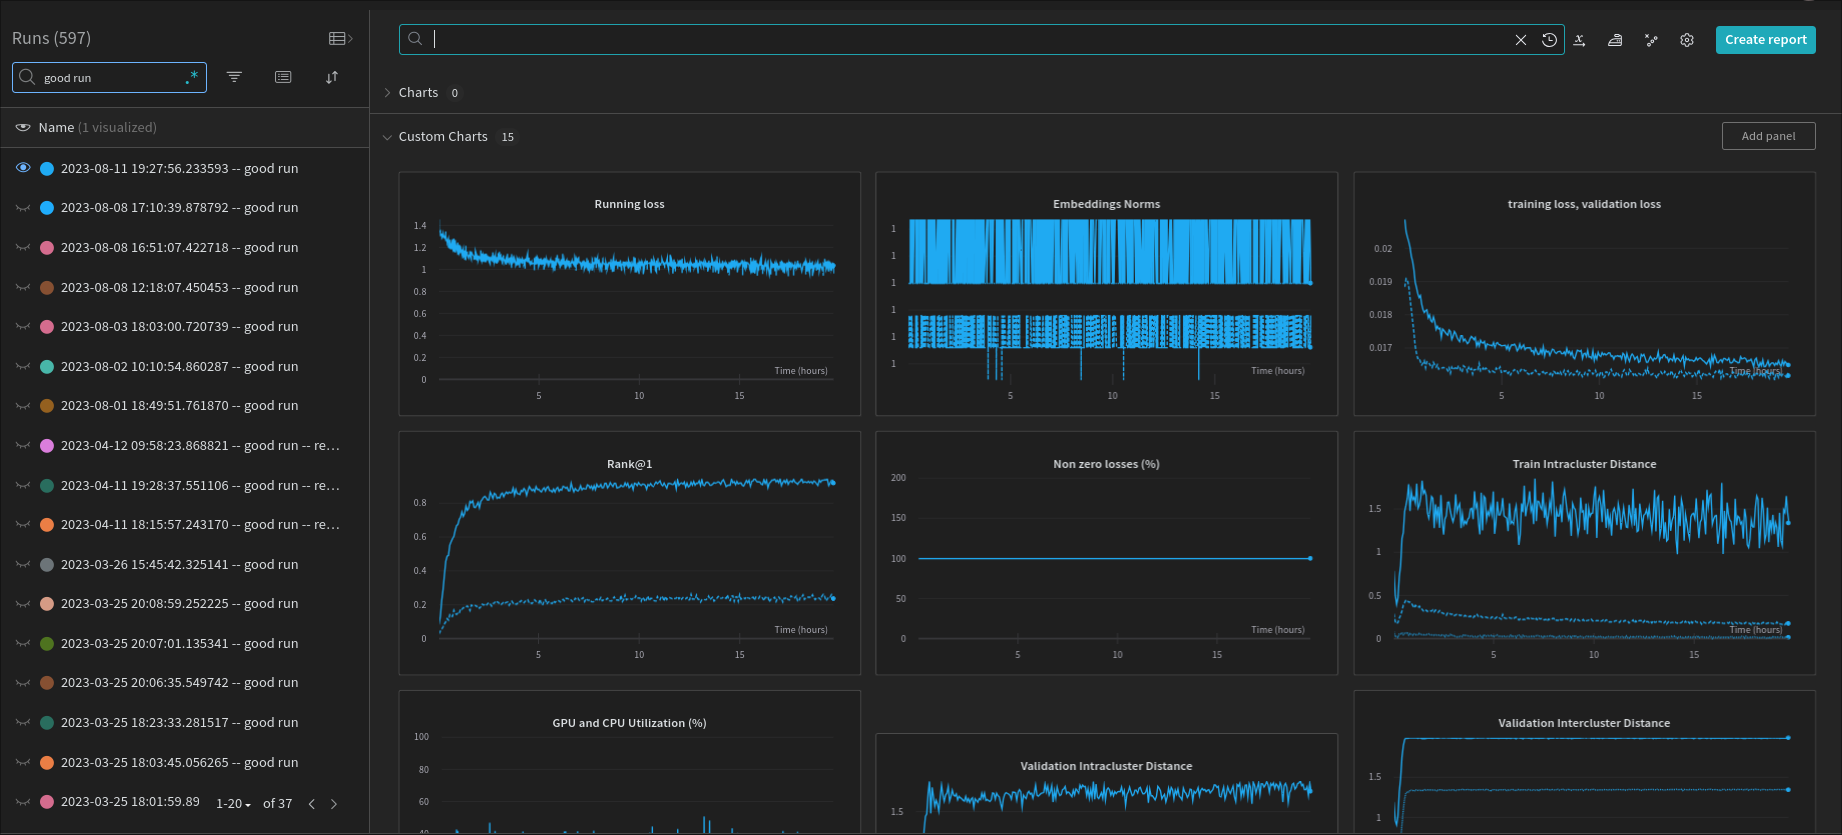 Runs (597)
good run
.*
Name (1 visualized)
2023-08-11 19:27:56.233593 -- good run
2023-08-08 17:10:39.878792 -- good run
2023-08-08 16:51:07.422718 -- good run
2023-08-08 12:18:07.450453 -- good run
2023-08-03 18:03:00.720739 -- good run
2023-08-02 10:10:54.860287 -- good run
2023-08-01 18:49:51.761870 -- good run
2023-04-12 09:58:23.868821 -- good run -- re…
2023-04-11 19:28:37.551106 -- good run -- re…
2023-04-11 18:15:57.243170 -- good run -- re…
2023-03-26 15:45:42.325141 -- good run
2023-03-25 20:08:59.252225 -- good run
2023-03-25 20:07:01.135341 -- good run
2023-03-25 20:06:35.549742 -- good run
2023-03-25 18:23:33.281517 -- good run
2023-03-25 18:03:45.056265 -- good run
2023-03-25 18:01:59.89
1-20 of 37
Create report
Charts 0
Custom Charts 15
Add panel
Running loss
1.4
1.2
1
0.8
0.6
0.4
0.2
0
Time (hours)
5 10 15
Embeddings Norms
1
1
1
1
1
1
Time (hours)
5 10 15
training loss, validation loss
0.02
0.019
0.018
0.017
Time (hours)
5 10 15
Rank@1
0.8
0.6
0.4
0.2
0
Time (hours)
5 10 15
Non zero losses (%)
200
150
100
50
0
Time (hours)
5 10 15
Train Intracluster Distance
1.5
1
0.5
0
Time (hours)
5 10 15
GPU and CPU Utilization (%)
100
80
60
40
Validation Intracluster Distance
1.5
Validation Intercluster Distance
1.5
1